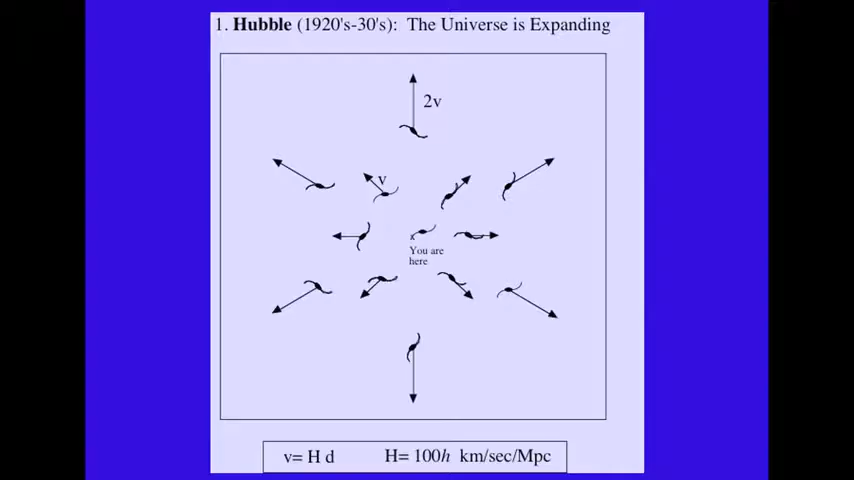 1. Hubble (1920's-30's): The Universe is Expanding
2v
v
x
You are
here
v= H d H= 100h km/sec/Mpc